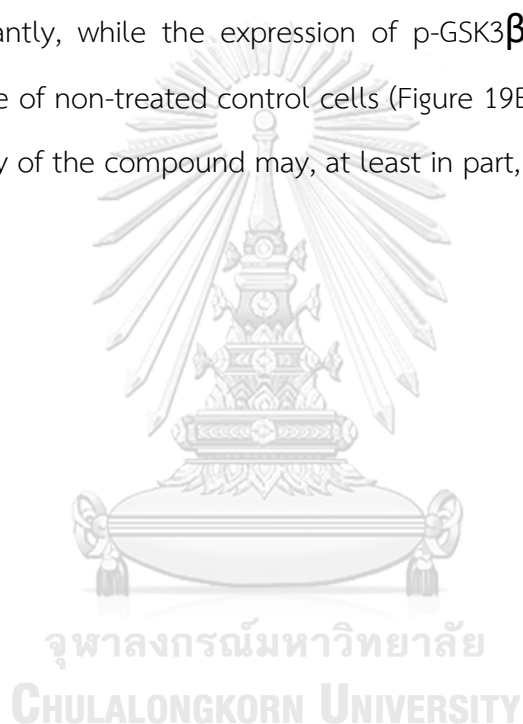 antly, while the expression of p-GSK3β
e of non-treated control cells (Figure 19E
y of the compound may, at least in part,
จุฬาลงกรณ์มหาวิทยาลัย
CHULALONGKORN UNIVERSITY